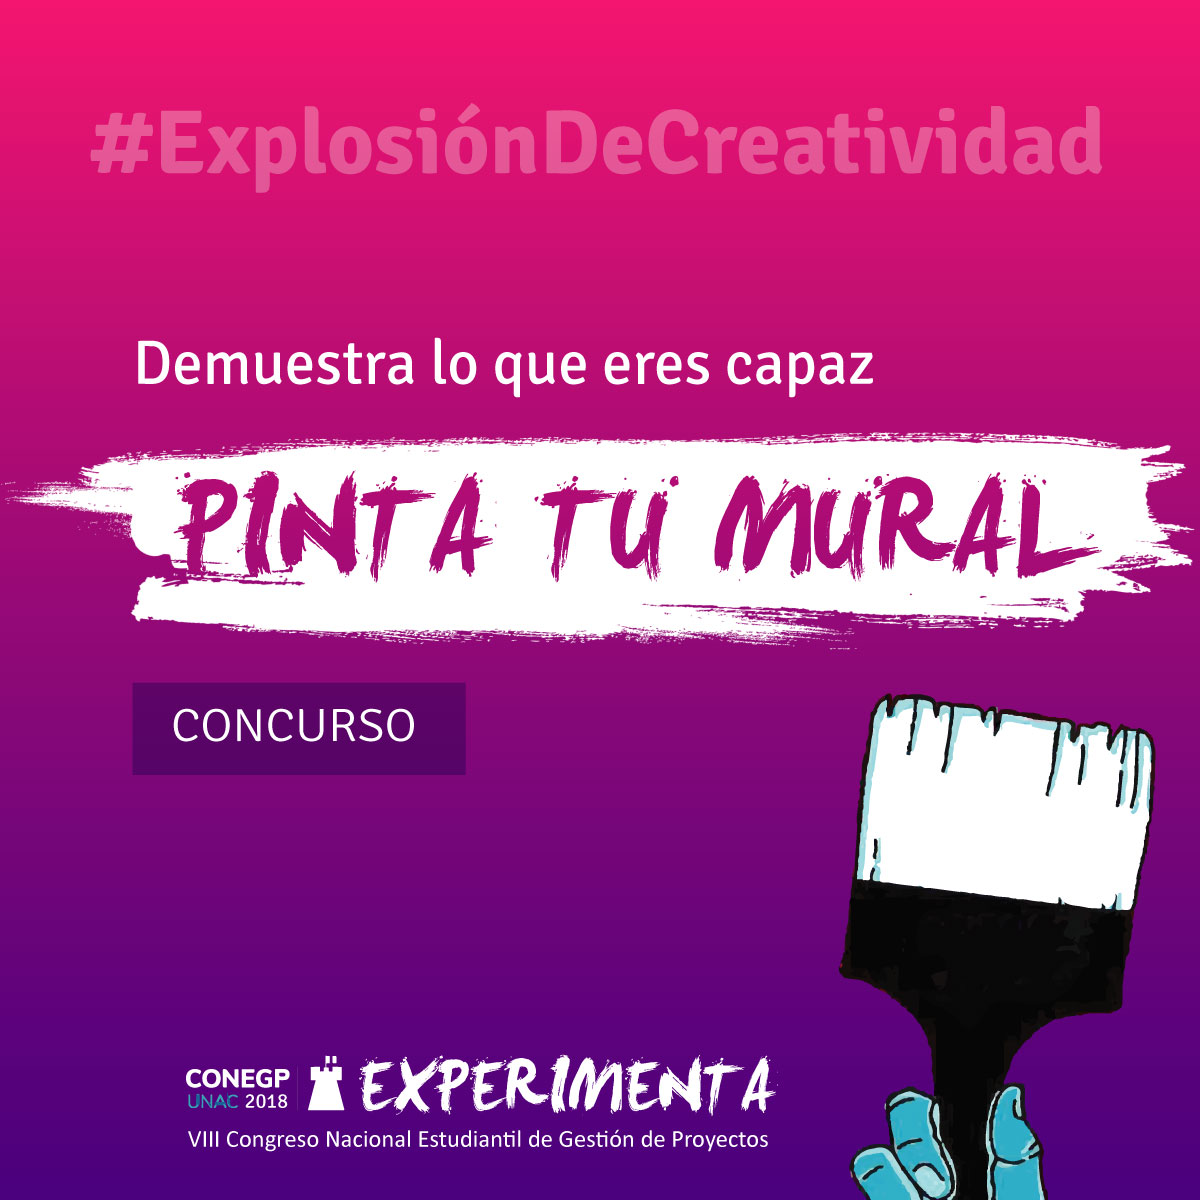 #ExplosiónDeCreatividad
Demuestra lo que eres capaz
PINTA TU MURAL
CONCURSO
CONEGP
UNAC 2018
EXPERIMENTA
VIII Congreso Nacional Estudiantil de Gestión de Proyectos